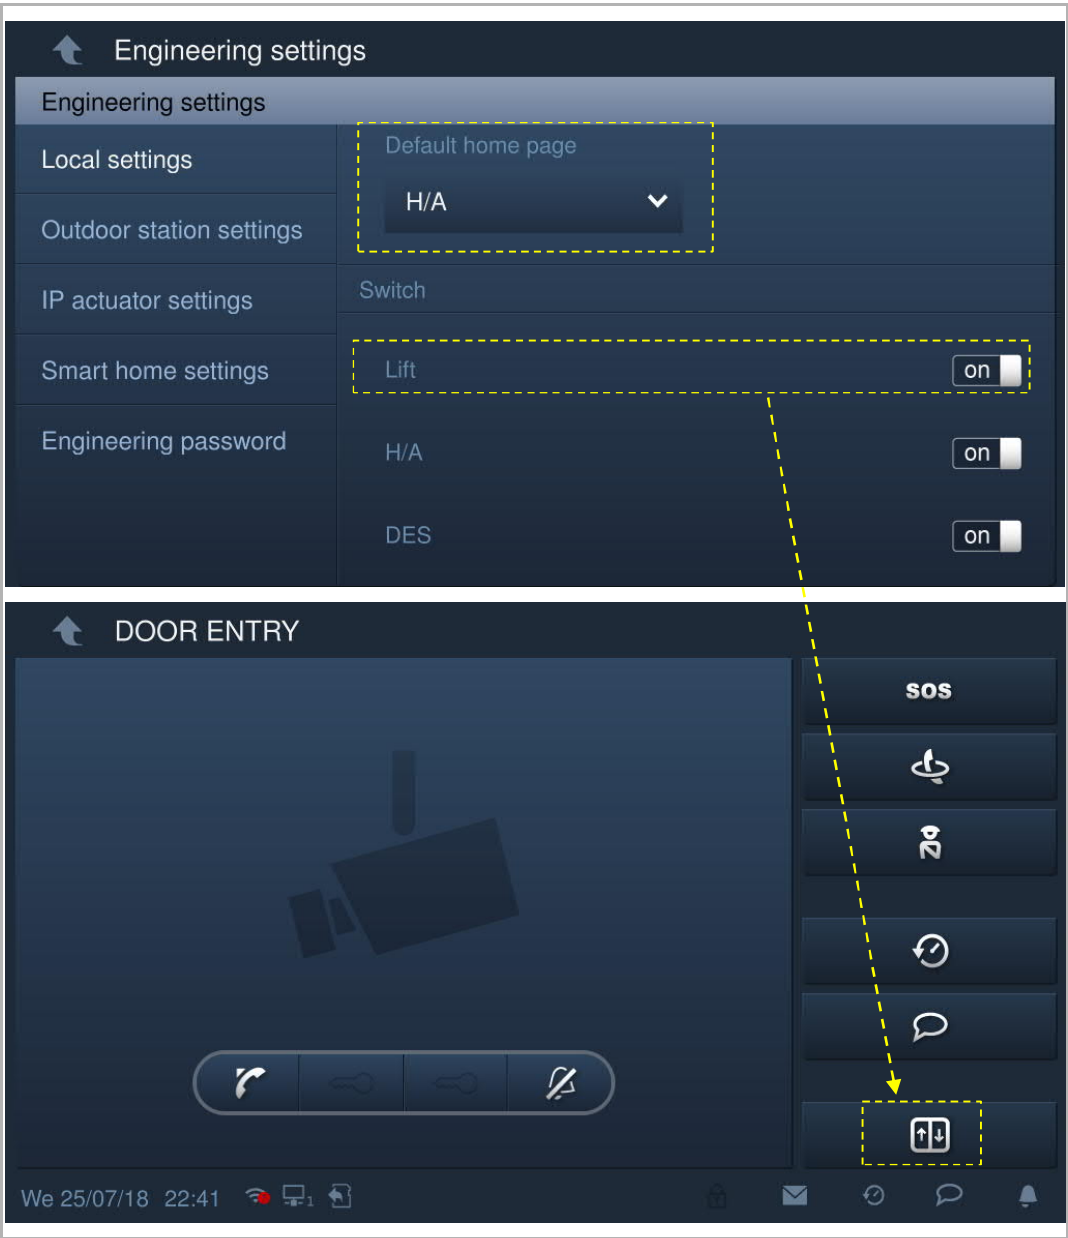 Engineering settings
Engineering settings
Local settings
Outdoor station settings
IP actuator settings
Smart home settings
Engineering password
Default home page
H/A
Switch
Lift on
H/A on
DES on
DOOR ENTRY
SOS
We 25/07/18 22:41 1